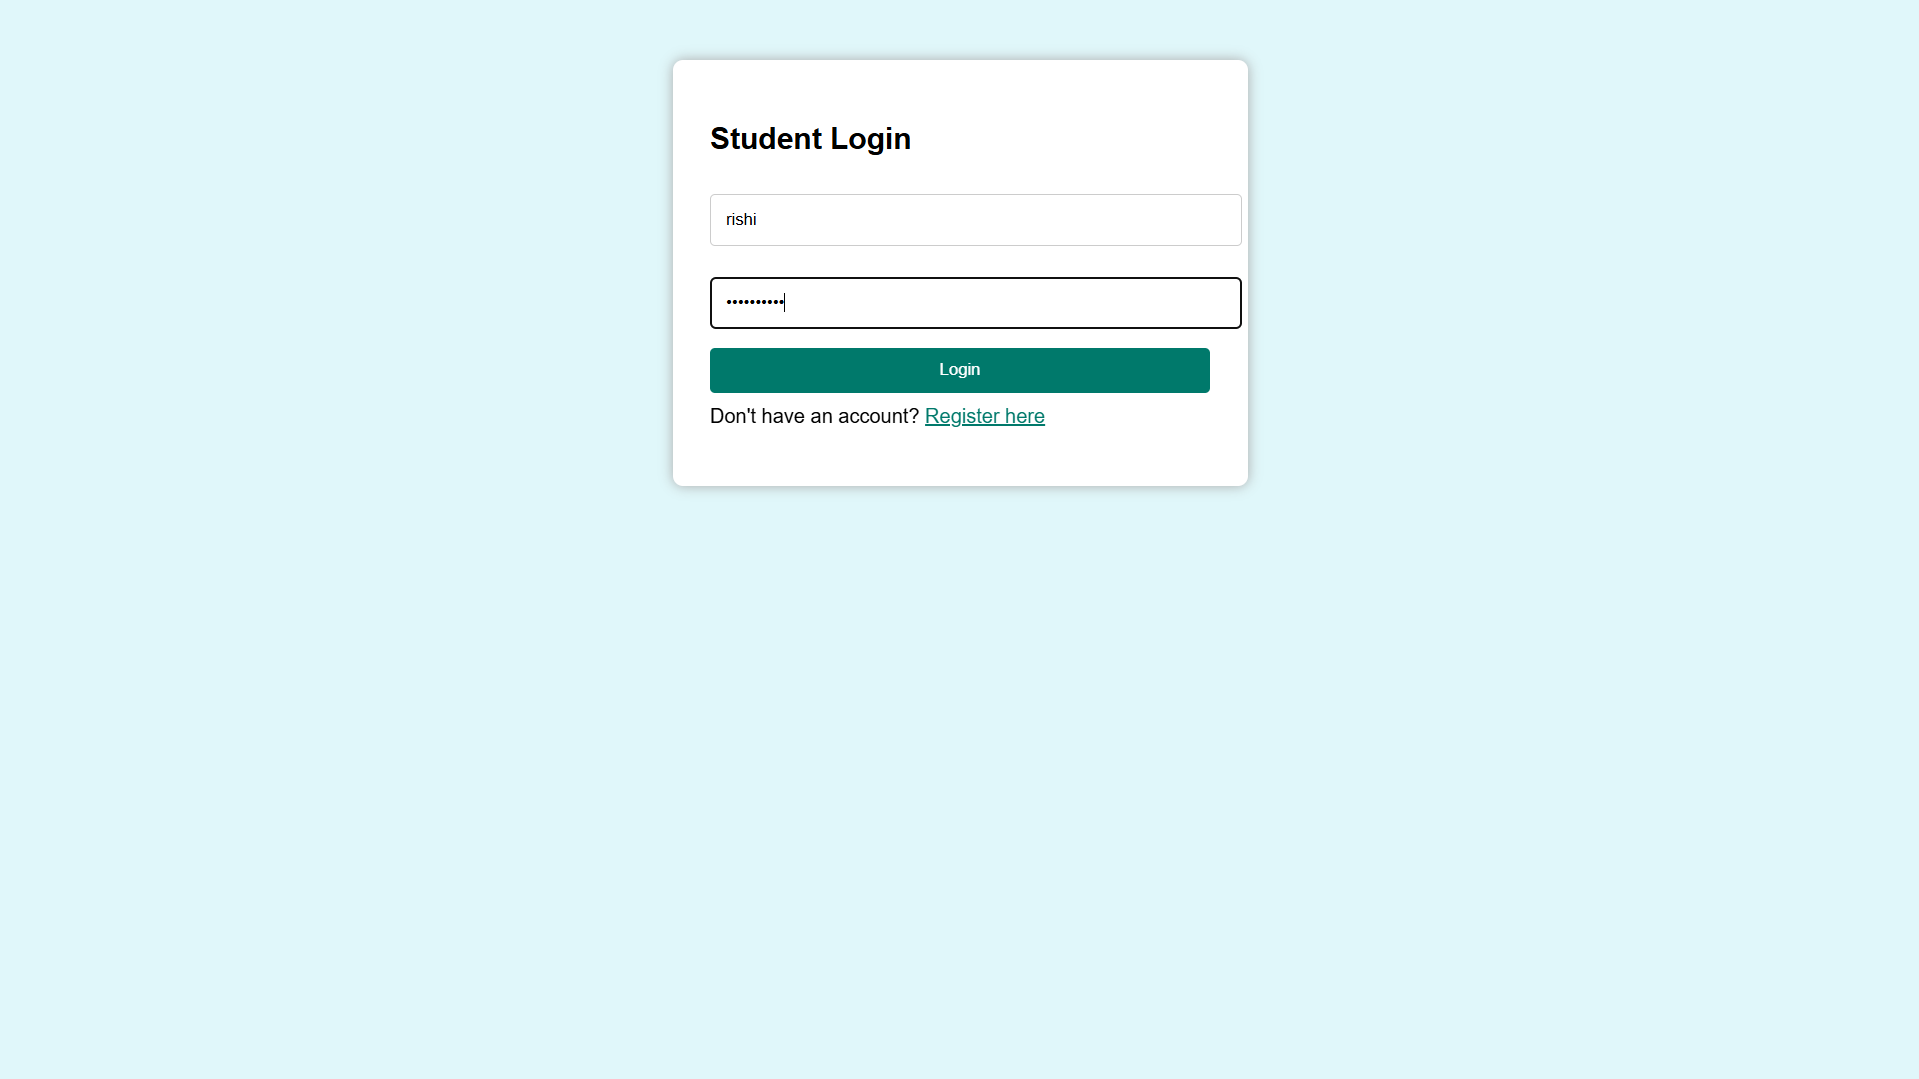 Student Login
rishi
••••••••••
Login
Don't have an account? Register here